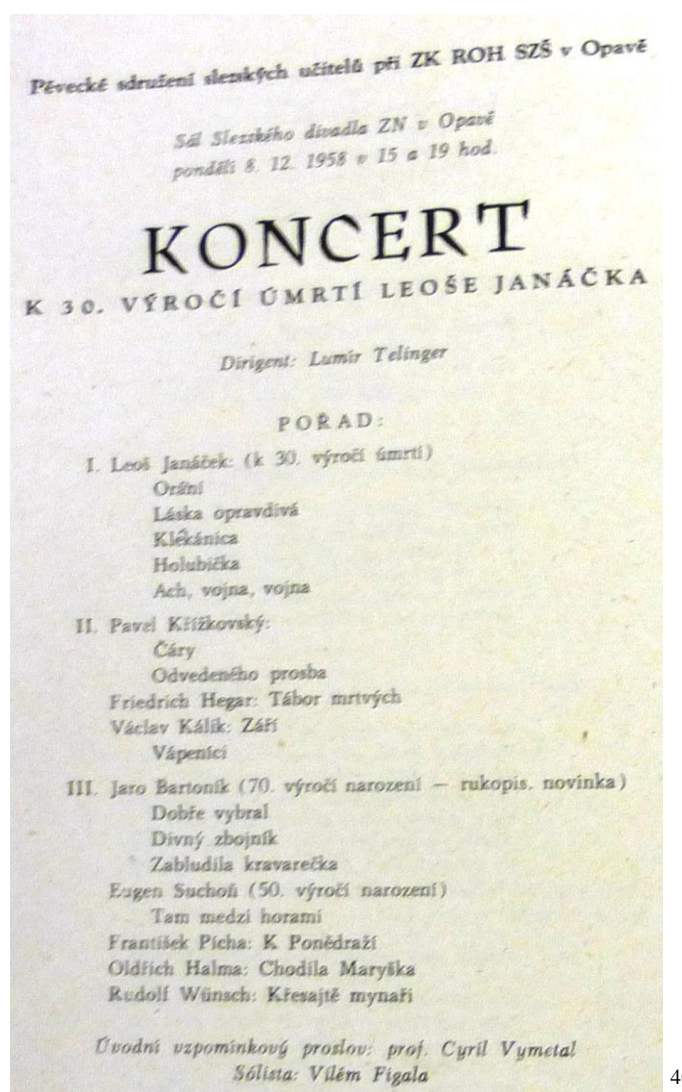 Pěvecké sdružení slezských učitelů při ZK ROH SZŠ v Opavě
Sál Slezského divadla ZN v Opavě
pondělí 8. 12. 1958 v 15 a 19 hod.
KONCERT
K 30. VÝROČÍ ÚMRTÍ LEOŠE JANÁČKA
Dirigent: Lumír Telinger
POŘAD:
I. Leoš Janáček: (k 30. výročí úmrtí)
Orání
Láska opravdivá
Klekánica
Holubička
Ach, vojna, vojna
II. Pavel Křížkovský:
Čáry
Odvedeného prosba
Friedrich Hegar: Tábor mrtvých
Václav Kálik: Září
Vápeníci
III. Jaro Bartoník (70. výročí narození — rukopis. novinka)
Dobře vybral
Divný zbojník
Zabludila kravarečka
Eugen Suchoň (50. výročí narození)
Tam medzi horami
František Pícha: K Ponědraží
Oldřich Halma: Chodila Maryška
Rudolf Wünsch: Křesajtě mynaři
Úvodní vzpomínkový proslov: prof. Cyril Vymetal
Sólista: Vilém Figala